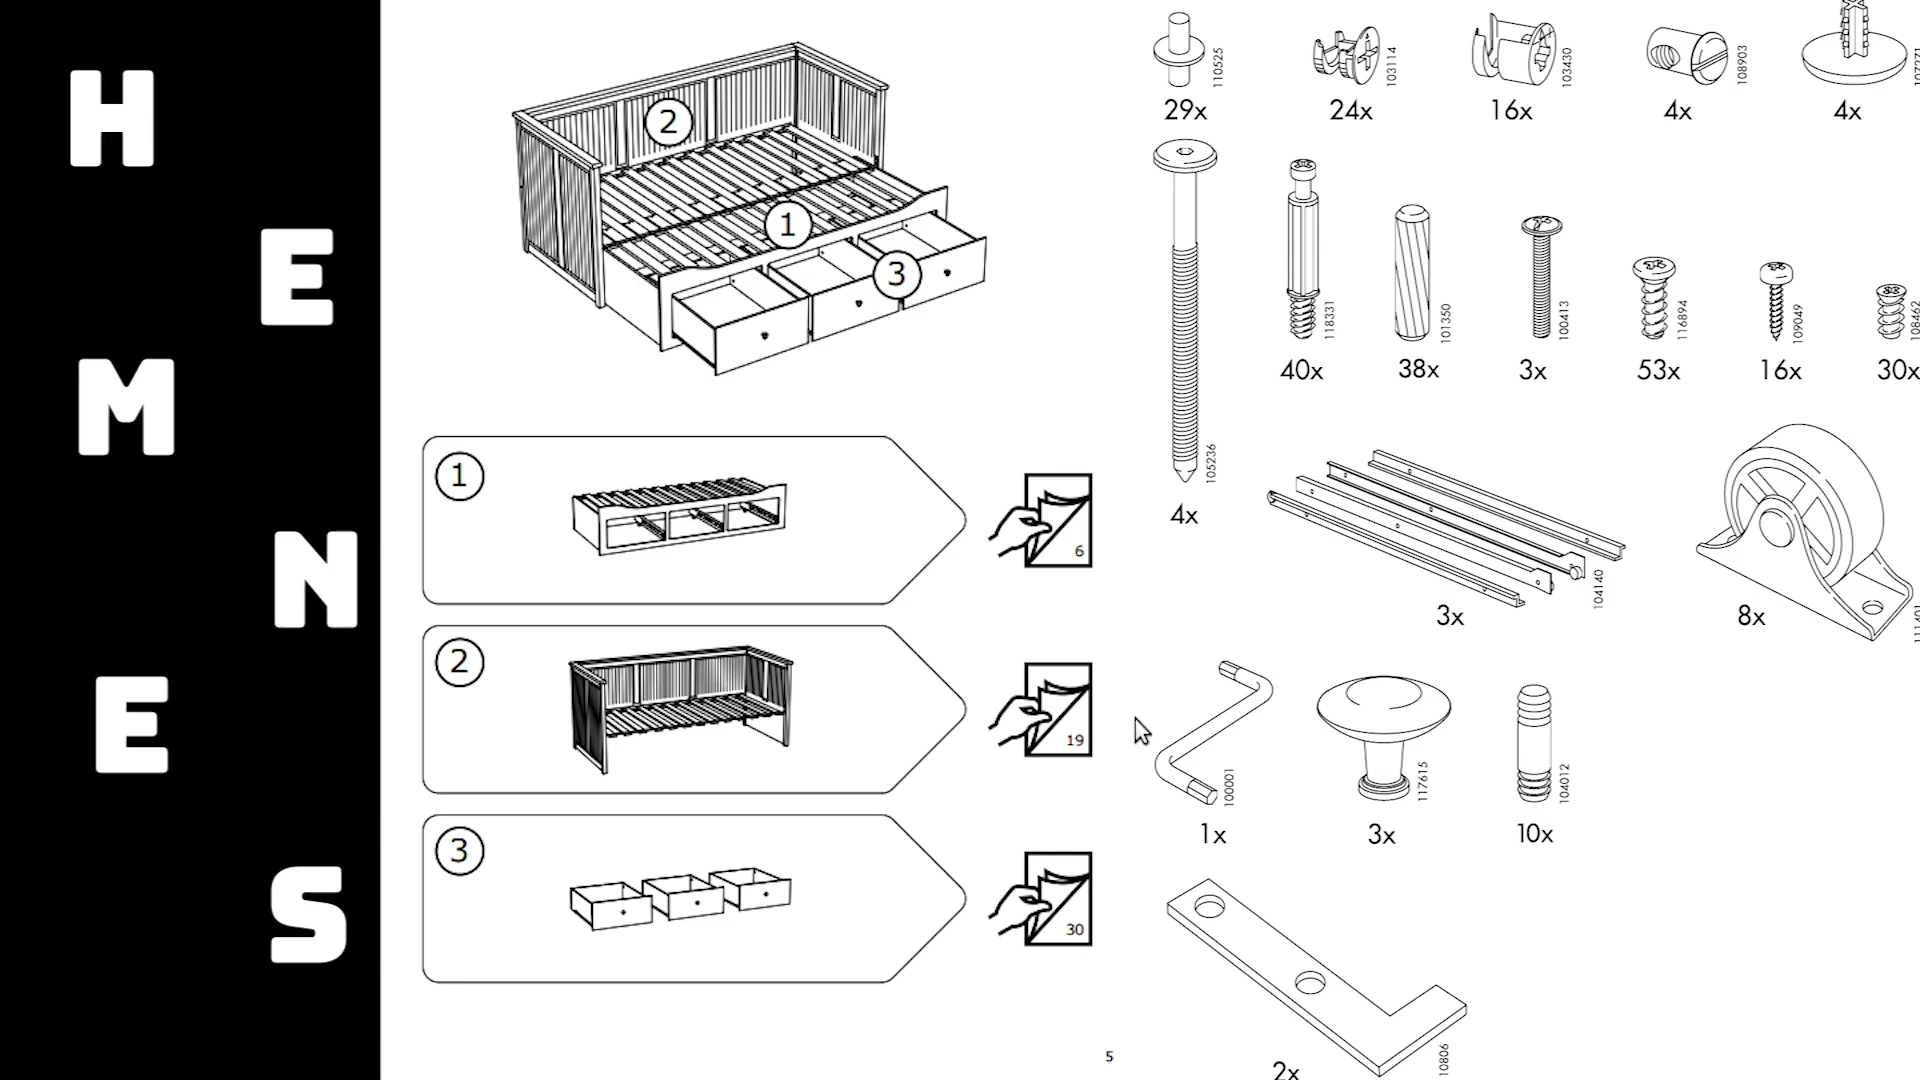 H
E
M
N
E
S
2
1
3
1
6
2
19
3
30
5
110525
29x
103114
24x
103430
16x
108903
4x
4x
105236
4x
118331
40x
101350
38x
100413
3x
116894
53x
109049
16x
108462
30x
104140
3x
8x
100001
1x
117615
3x
104012
10x
10806
2x